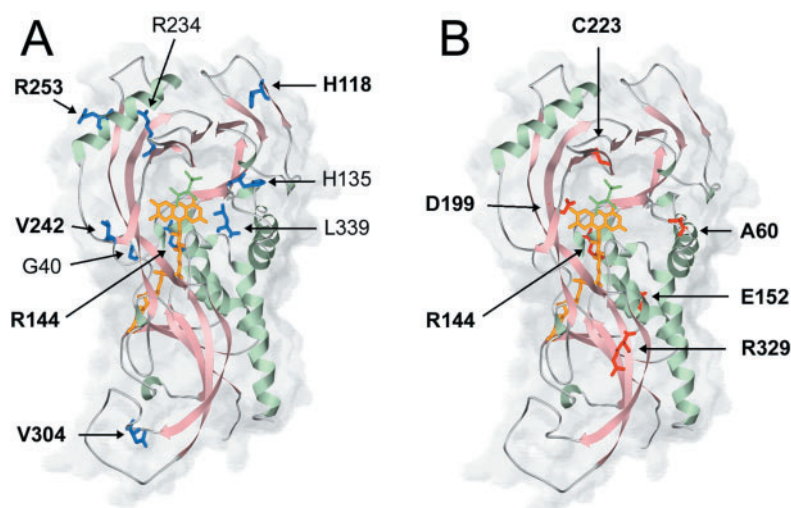 A
R234
R253
H118
H135
V242
L339
G40
R144
V304
B
C223
D199
A60
R144
E152
R329